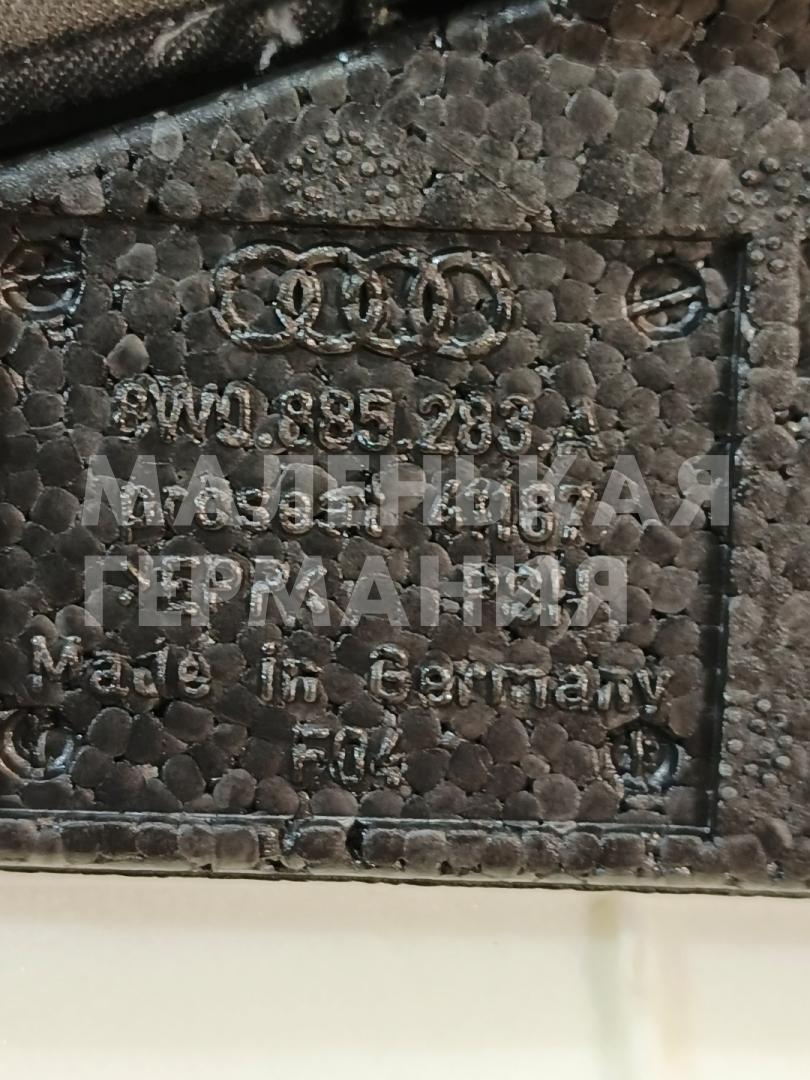 8W0.885.283.A
МАЛЕНЬКАЯ
ГЕРМАНИЯ
Made in Germany
F04